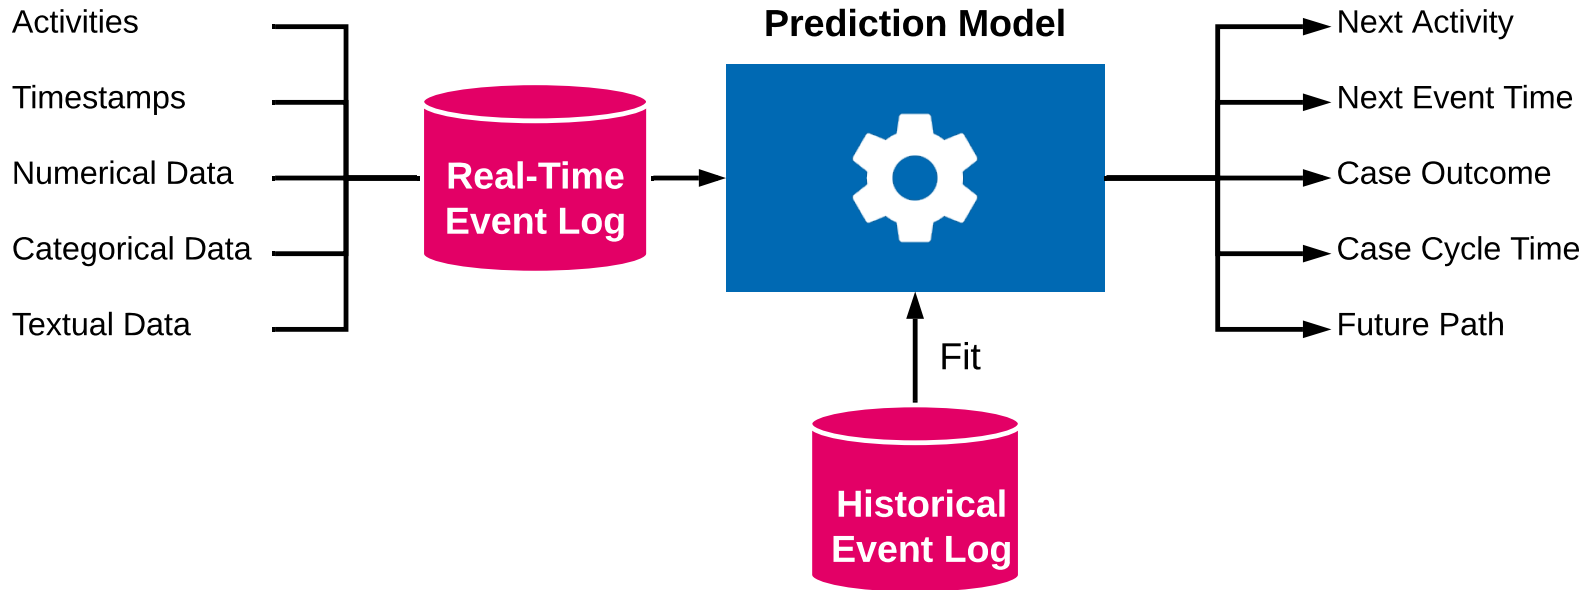 Activities
Timestamps
Numerical Data
Categorical Data
Textual Data
Real-Time
Event Log
Prediction Model
Fit
Historical
Event Log
Next Activity
Next Event Time
Case Outcome
Case Cycle Time
Future Path